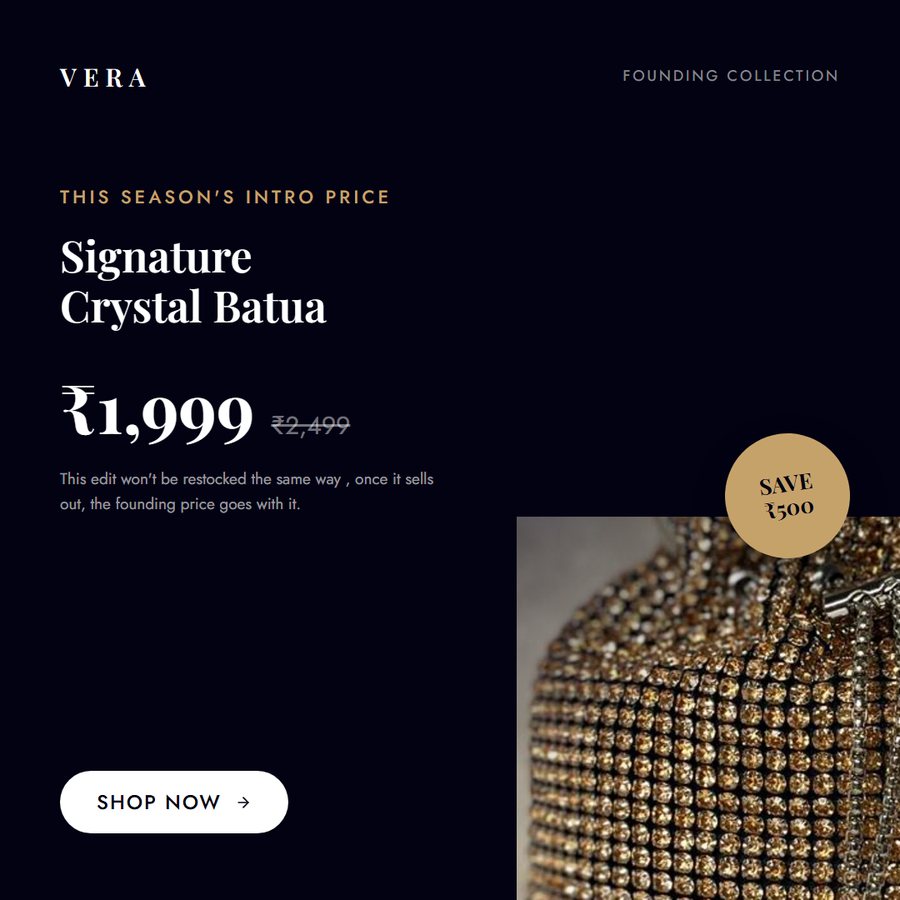 VERA
FOUNDING COLLECTION
THIS SEASON'S INTRO PRICE
Signature
Crystal Batua
₹1,999 ₹2,499
This edit won't be restocked the same way , once it sells
out, the founding price goes with it.
SAVE
₹500
SHOP NOW →